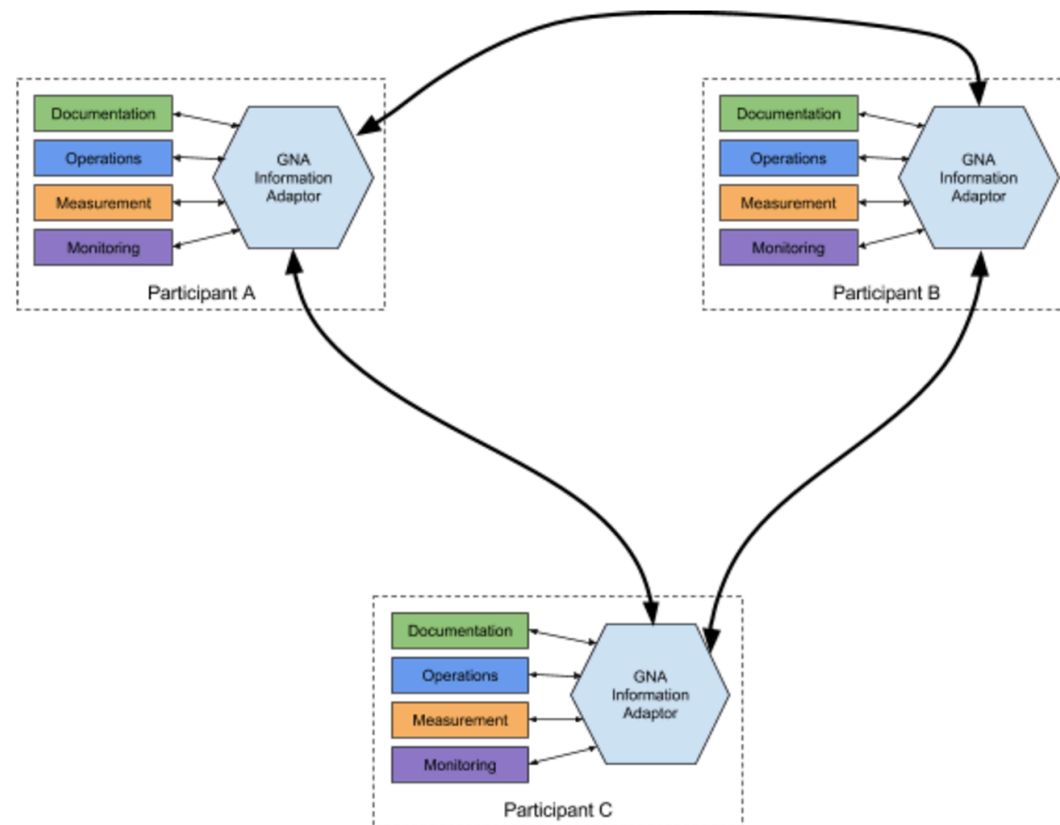 Documentation
Operations
Measurement
Monitoring
GNA
Information
Adaptor
Participant A
Documentation
Operations
Measurement
Monitoring
GNA
Information
Adaptor
Participant B
Documentation
Operations
Measurement
Monitoring
GNA
Information
Adaptor
Participant C